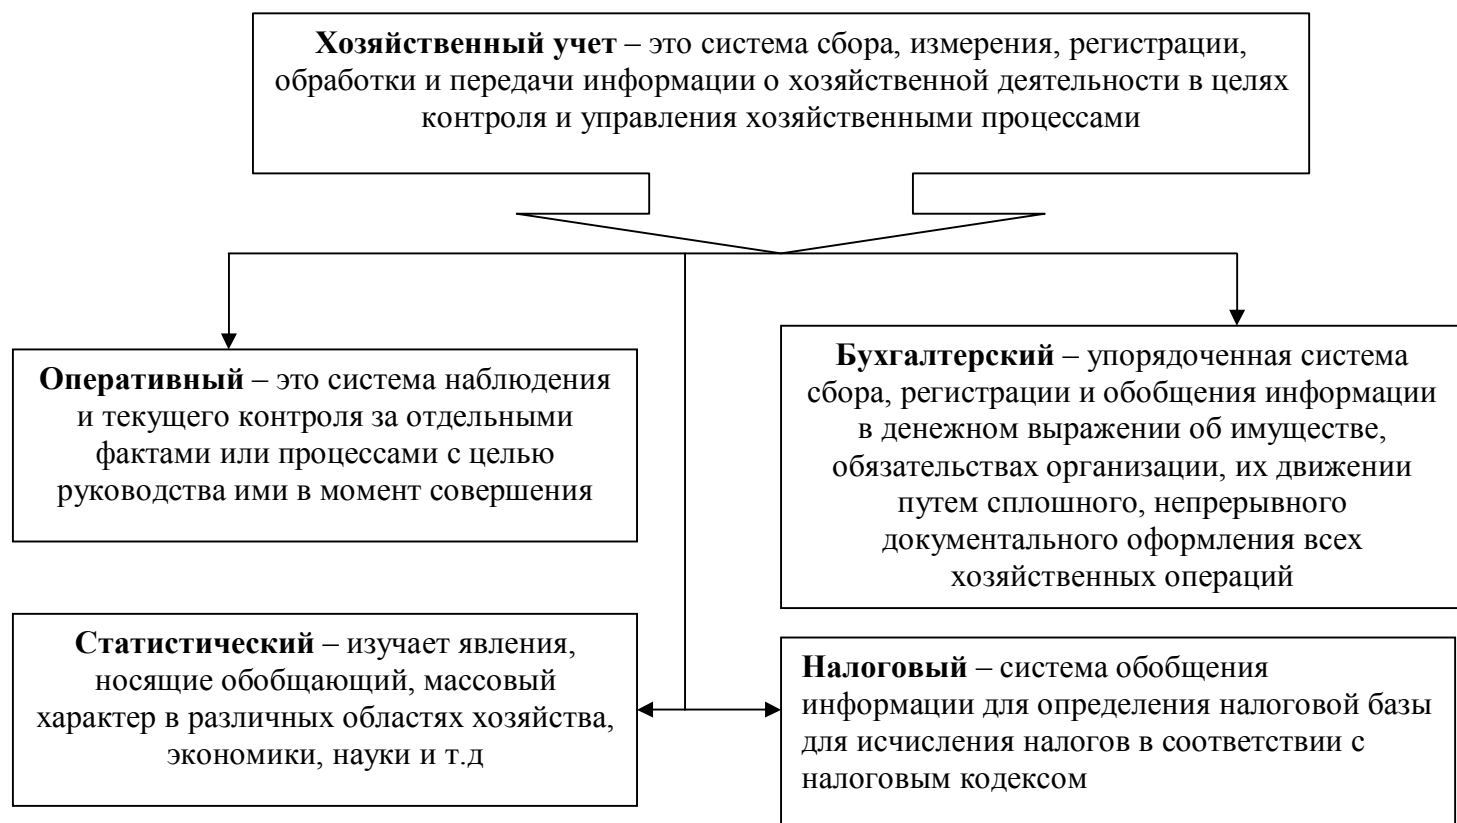 Хозяйственный учет – это система сбора, измерения, регистрации,
обработки и передачи информации о хозяйственной деятельности в целях
контроля и управления хозяйственными процессами
Оперативный – это система наблюдения
и текущего контроля за отдельными
фактами или процессами с целью
руководства ими в момент совершения
Бухгалтерский – упорядоченная система
сбора, регистрации и обобщения информации
в денежном выражении об имуществе,
обязательствах организации, их движении
путем сплошного, непрерывного
документального оформления всех
хозяйственных операций
Статистический – изучает явления,
носящие обобщающий, массовый
характер в различных областях хозяйства,
экономики, науки и т.д
Налоговый – система обобщения
информации для определения налоговой базы
для исчисления налогов в соответствии с
налоговым кодексом